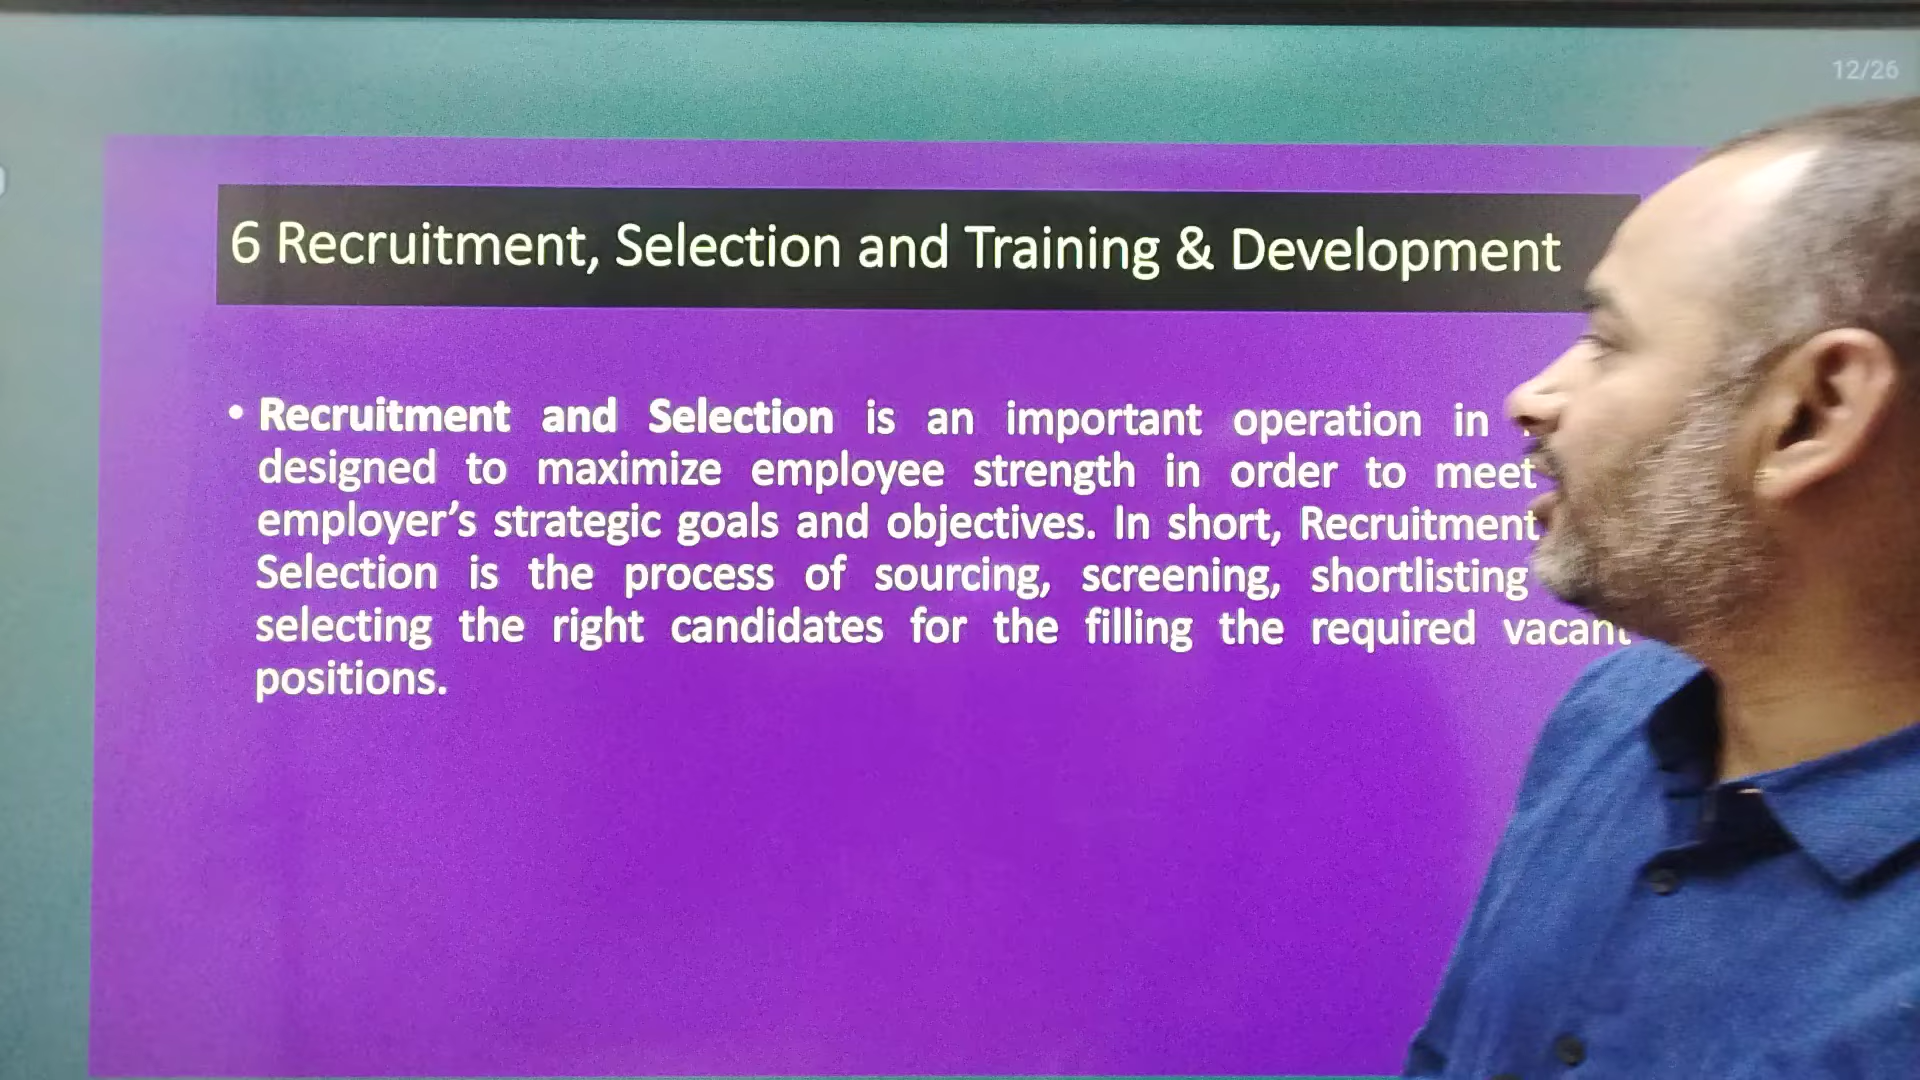 12/26
6 Recruitment, Selection and Training & Development
• Recruitment and Selection is an important operation in
designed to maximize employee strength in order to meet
employer’s strategic goals and objectives. In short, Recruitment
Selection is the process of sourcing, screening, shortlisting
selecting the right candidates for the filling the required vacant
positions.